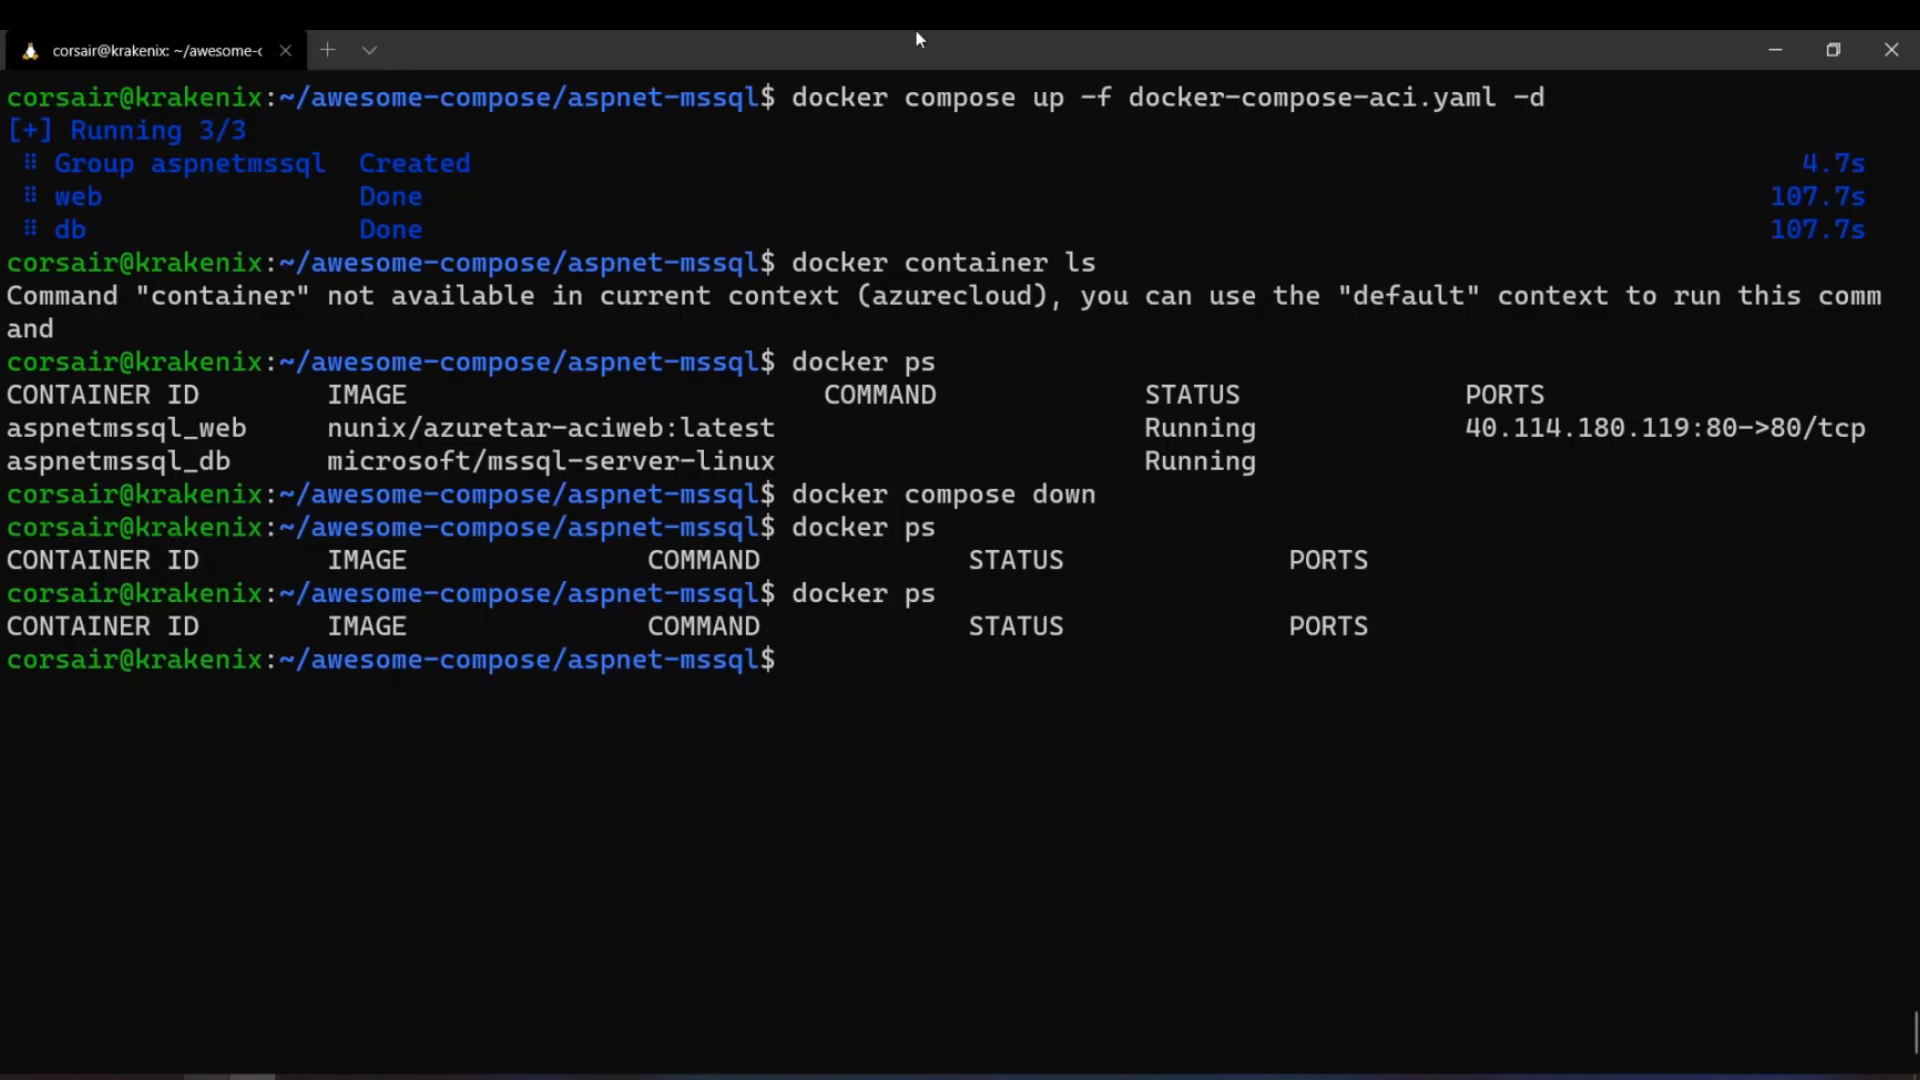 corsair@krakenix: ~/awesome-c
corsair@krakenix:~/awesome-compose/aspnet-mssql$ docker compose up -f docker-compose-aci.yaml -d
[+] Running 3/3
⠿ Group aspnetmssql Created 4.7s
⠿ web Done 107.7s
⠿ db Done 107.7s
corsair@krakenix:~/awesome-compose/aspnet-mssql$ docker container ls
Command "container" not available in current context (azurecloud), you can use the "default" context to run this comm
and
corsair@krakenix:~/awesome-compose/aspnet-mssql$ docker ps
CONTAINER ID IMAGE COMMAND STATUS PORTS
aspnetmssql_web nunix/azuretar-aciweb:latest Running 40.114.180.119:80->80/tcp
aspnetmssql_db microsoft/mssql-server-linux Running
corsair@krakenix:~/awesome-compose/aspnet-mssql$ docker compose down
corsair@krakenix:~/awesome-compose/aspnet-mssql$ docker ps
CONTAINER ID IMAGE COMMAND STATUS PORTS
corsair@krakenix:~/awesome-compose/aspnet-mssql$ docker ps
CONTAINER ID IMAGE COMMAND STATUS PORTS
corsair@krakenix:~/awesome-compose/aspnet-mssql$